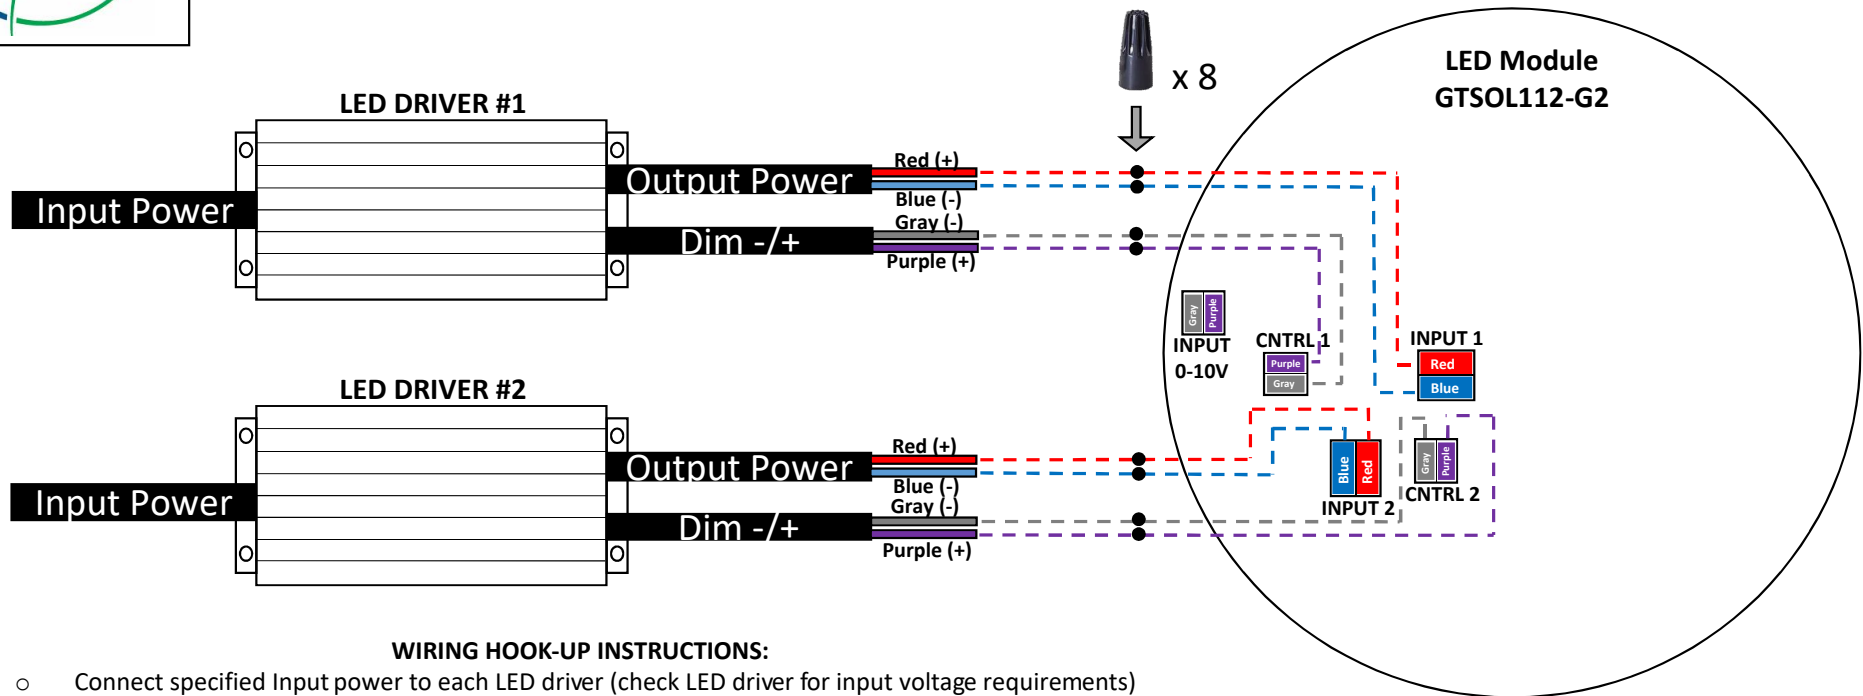 x 8
LED Module
GTSOL112-G2
LED DRIVER #1
Input Power
Output Power
Red (+)
Blue (-)
Gray (-)
Dim -/+
Purple (+)
Gray
Purple
INPUT
0-10V
CNTRL 1
Purple
Gray
INPUT 1
Red
Blue
LED DRIVER #2
Input Power
Output Power
Red (+)
Blue (-)
Gray (-)
Dim -/+
Purple (+)
Blue
Red
INPUT 2
Gray
Purple
CNTRL 2
WIRING HOOK-UP INSTRUCTIONS:
o Connect specified Input power to each LED driver (check LED driver for input voltage requirements)